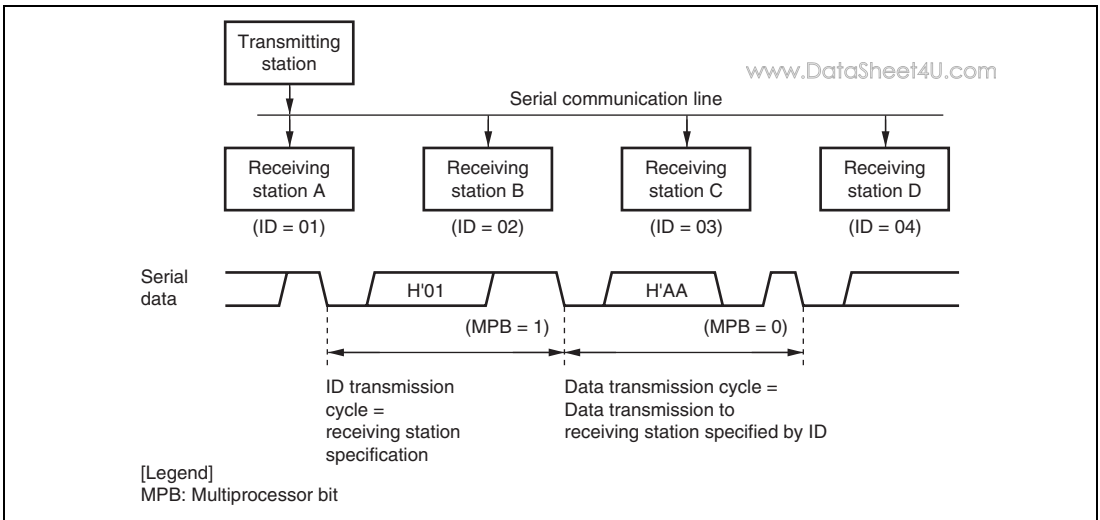 Transmitting
station
www.DataSheet4U.com
Serial communication line
Receiving
station A
Receiving
station B
Receiving
station C
Receiving
station D
(ID = 01)
(ID = 02)
(ID = 03)
(ID = 04)
Serial
data
H'01
H'AA
(MPB = 1)
(MPB = 0)
ID transmission
cycle =
receiving station
specification
Data transmission cycle =
Data transmission to
receiving station specified by ID
[Legend]
MPB: Multiprocessor bit